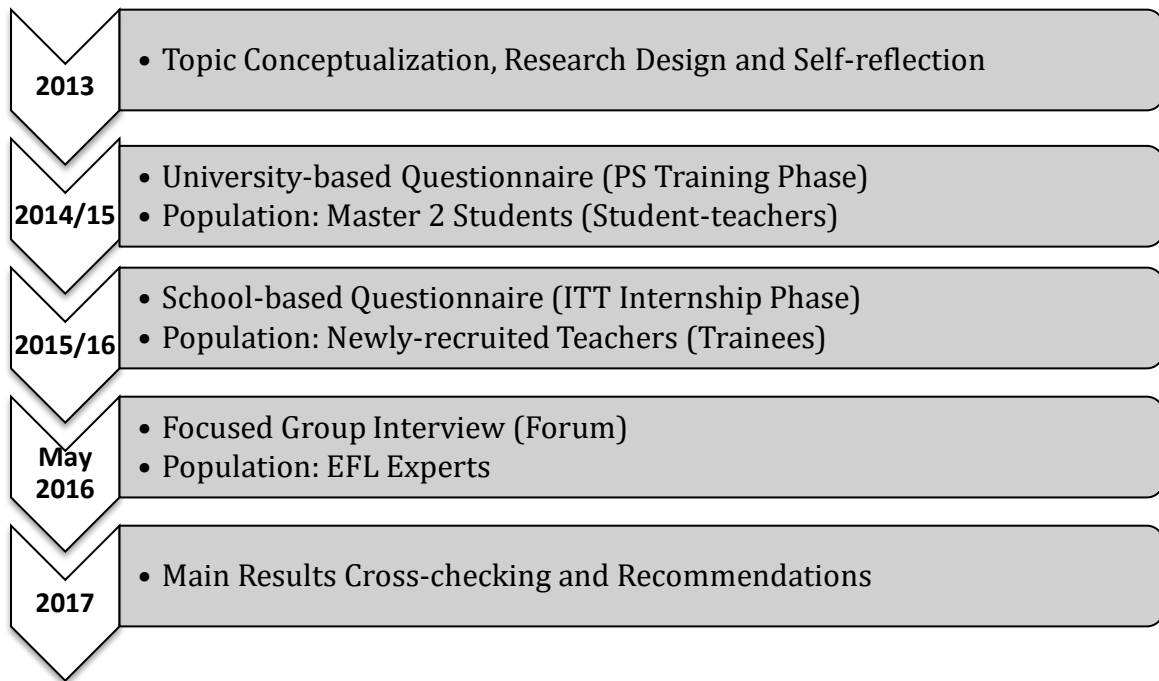 2013
• Topic Conceptualization, Research Design and Self-reflection
2014/15
• University-based Questionnaire (PS Training Phase)
• Population: Master 2 Students (Student-teachers)
2015/16
• School-based Questionnaire (ITT Internship Phase)
• Population: Newly-recruited Teachers (Trainees)
May
2016
• Focused Group Interview (Forum)
• Population: EFL Experts
2017
• Main Results Cross-checking and Recommendations